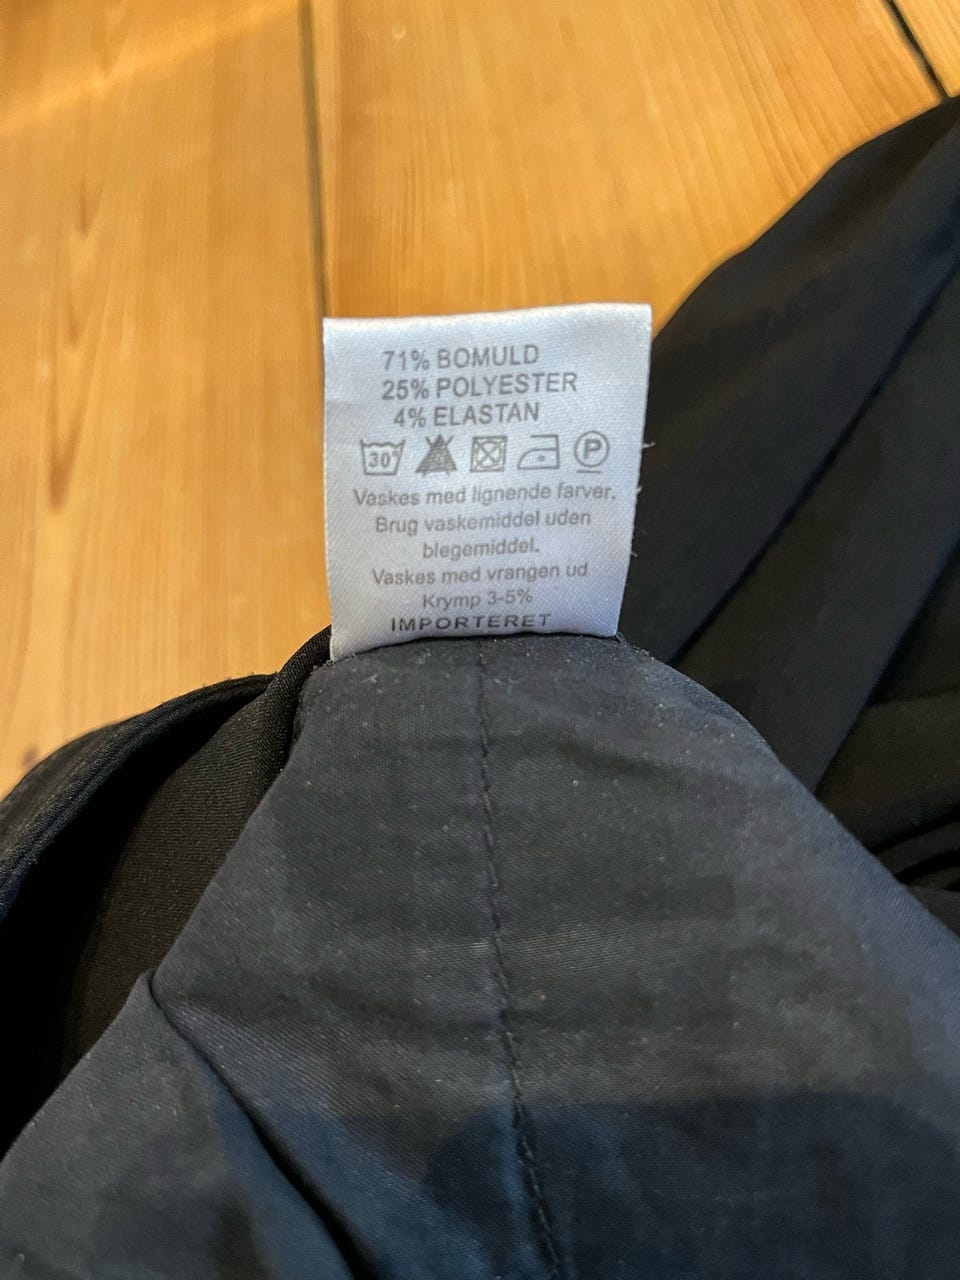 71% BOMULD
25% POLYESTER
4% ELASTAN
30° P
Vaskes med lignende farver.
Brug vaskemiddel uden
blegemiddel.
Vaskes med vrangen ud
Krymp 3-5%
IMPORTERET